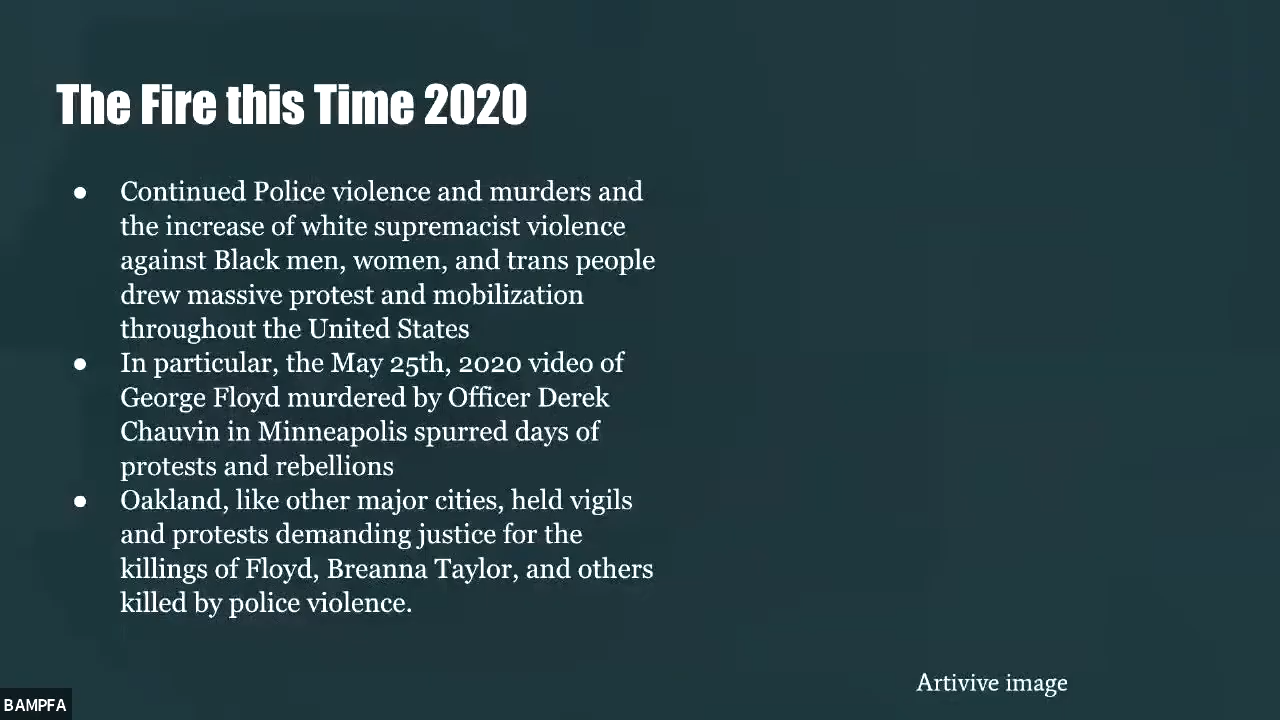 The Fire this Time 2020
● Continued Police violence and murders and
the increase of white supremacist violence
against Black men, women, and trans people
drew massive protest and mobilization
throughout the United States
● In particular, the May 25th, 2020 video of
George Floyd murdered by Officer Derek
Chauvin in Minneapolis spurred days of
protests and rebellions
● Oakland, like other major cities, held vigils
and protests demanding justice for the
killings of Floyd, Breanna Taylor, and others
killed by police violence.
Artivive image
BAMPFA